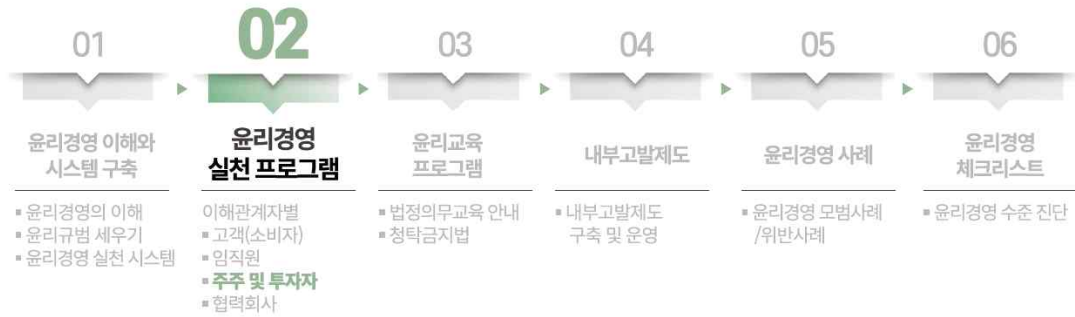 01
윤리경영 이해와
시스템 구축
▪ 윤리경영의 이해
▪ 윤리규범 세우기
▪ 윤리경영 실천 시스템
02
윤리경영
실천 프로그램
이해관계자별
▪ 고객(소비자)
▪ 임직원
▪ 주주 및 투자자
▪ 협력회사
03
윤리교육
프로그램
▪ 법정의무교육 안내
▪ 청탁금지법
04
내부고발제도
▪ 내부고발제도
구축 및 운영
05
윤리경영 사례
▪ 윤리경영 모범사례
/위반사례
06
윤리경영
체크리스트
▪ 윤리경영 수준 진단